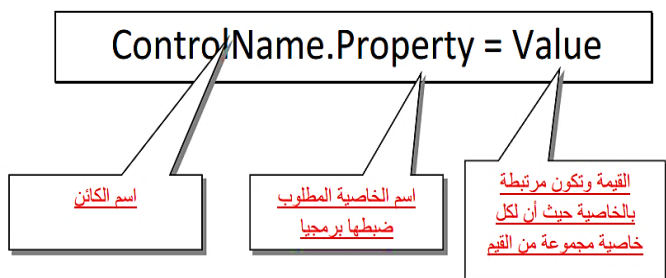 ControlName.Property = Value
اسم الكائن
اسم الخاصية المطلوب
ضبطها برمجيا
القيمة وتكون مرتبطة
بالخاصية حيث أن لكل
خاصية مجموعة من القيم